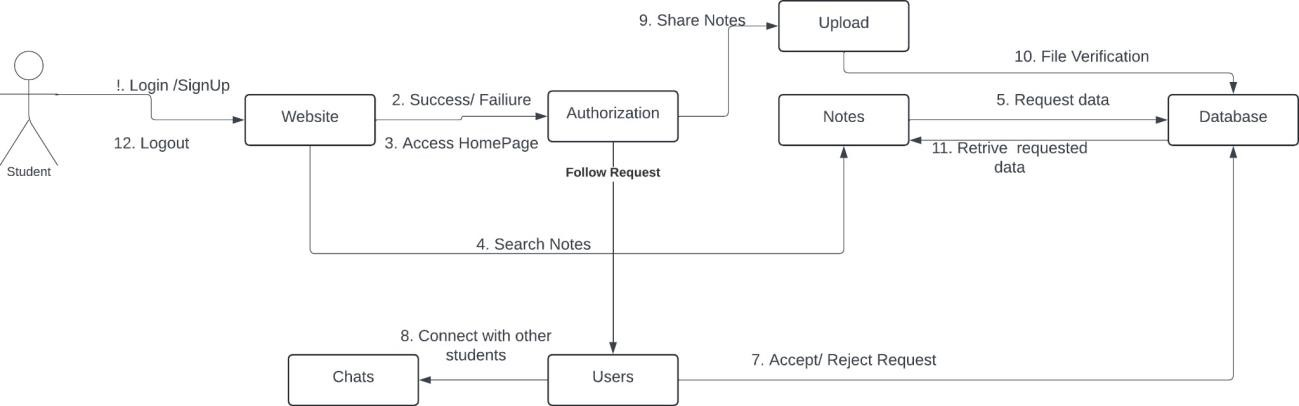 9. Share Notes
Upload
!. Login /SignUp
10. File Verification
2. Success/ Failiure
Authorization
5. Request data
Website
Notes
Database
12. Logout
3. Access HomePage
11. Retrive requested
data
Student
Follow Request
4. Search Notes
8. Connect with other
students
7. Accept/ Reject Request
Chats
Users